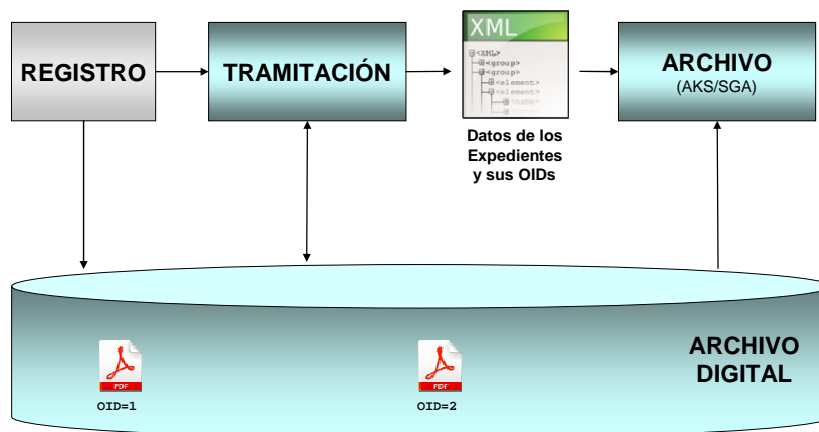 REGISTRO
TRAMITACIÓN
XML
<XML>
<group>
<group>
<element>
<element>
<name>
Datos de los
Expedientes
y sus OIDs
ARCHIVO
(AKS/SGA)
PDF
OID=1
PDF
OID=2
ARCHIVO
DIGITAL